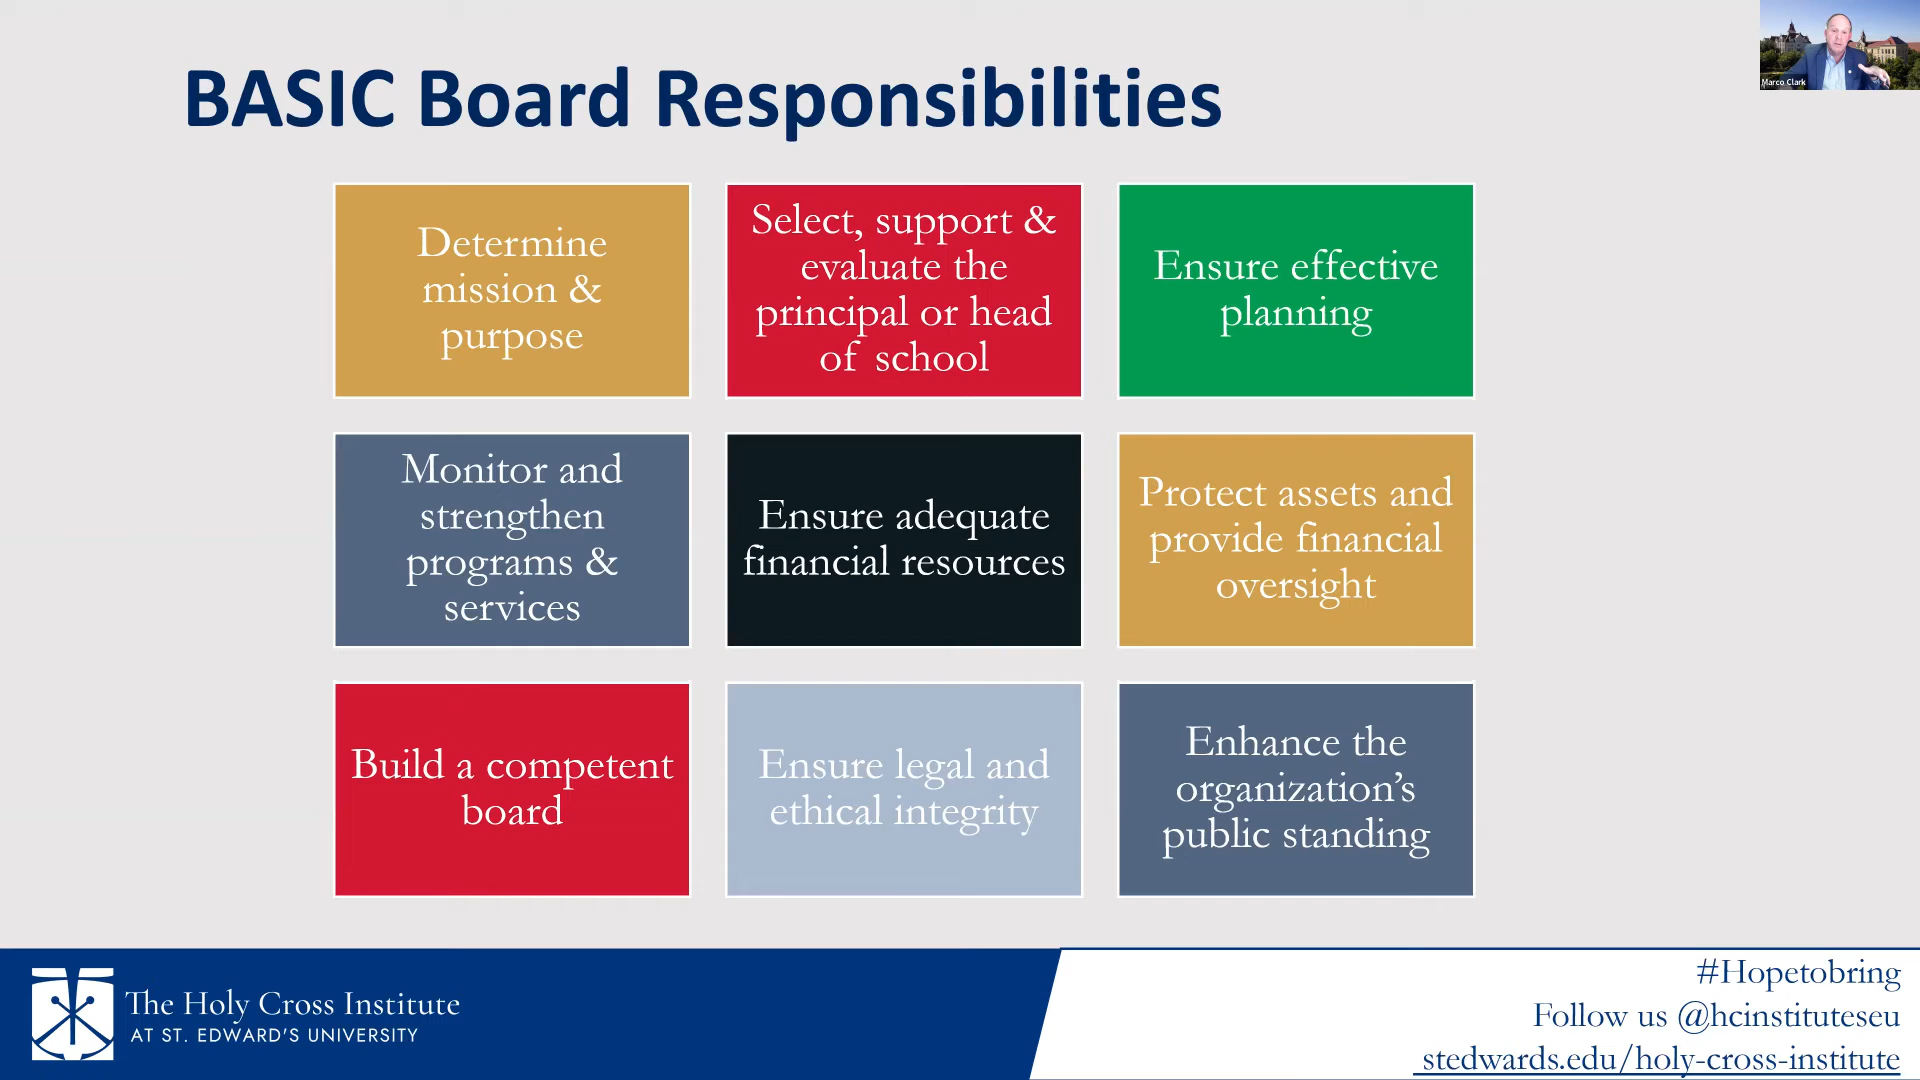 BASIC Board Responsibilities
Marco Clark
Determine
mission &
purpose
Select, support &
evaluate the
principal or head
of school
Ensure effective
planning
Monitor and
strengthen
programs &
services
Ensure adequate
financial resources
Protect assets and
provide financial
oversight
Build a competent
board
Ensure legal and
ethical integrity
Enhance the
organization’s
public standing
The Holy Cross Institute
AT ST. EDWARD'S UNIVERSITY
#Hopetobring
Follow us @hcinstituteseu
stedwards.edu/holy-cross-institute